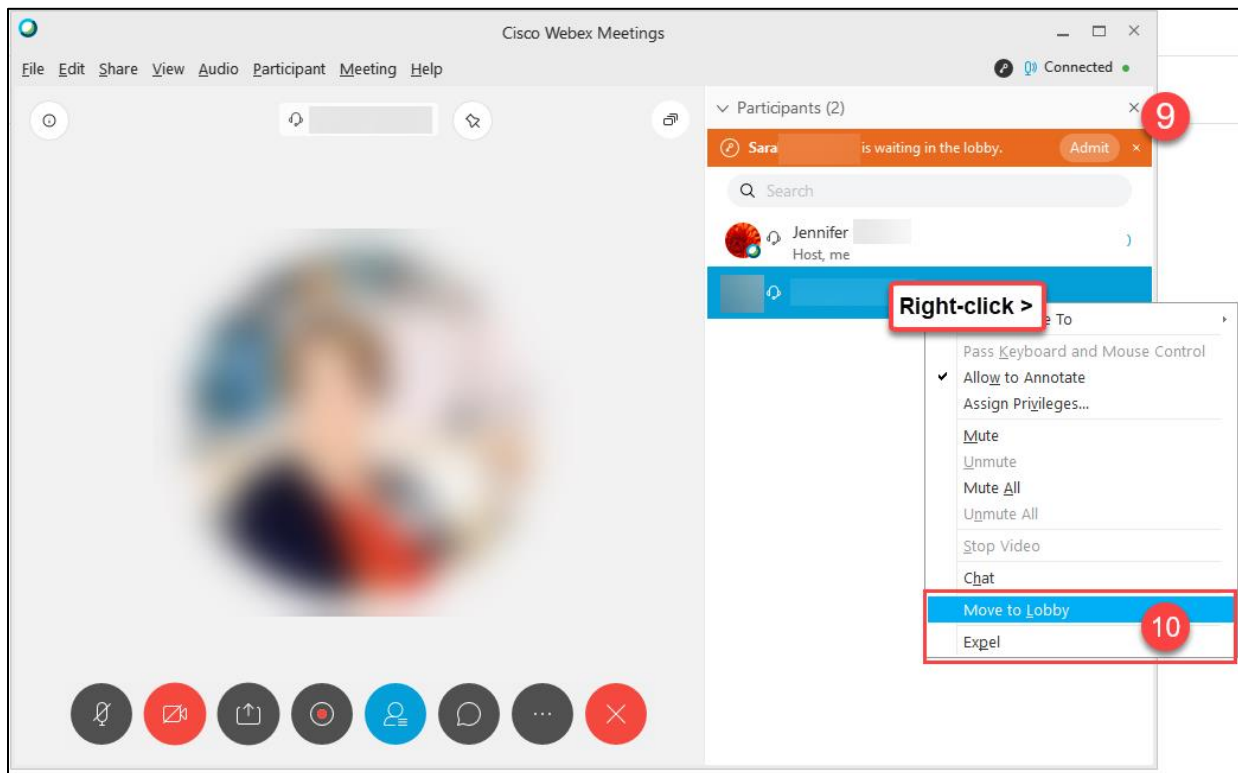 Cisco Webex Meetings
File Edit Share View Audio Participant Meeting Help
Connected
Participants (2)
9
Sara is waiting in the lobby.
Admit
Search
Jennifer
Host, me
Right-click >
To
Pass Keyboard and Mouse Control
Allow to Annotate
Assign Privileges...
Mute
Unmute
Mute All
Unmute All
Stop Video
Chat
Move to Lobby
10
Expel